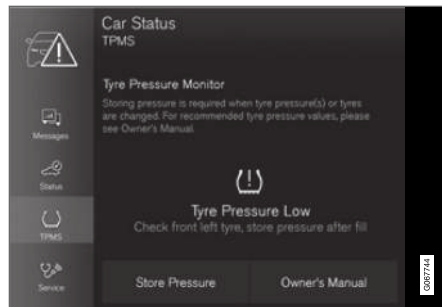 Car Status
TPMS
Tyre Pressure Monitor
Storing pressure is required when tyre pressure(s) or tyres
are changed. For recommended tyre pressure values, please
see Owner's Manual
Messages
Status
TPMS
Service
(!)
Tyre Pressure Low
Check front left tyre, store pressure after fill
Store Pressure
Owner's Manual
G067744